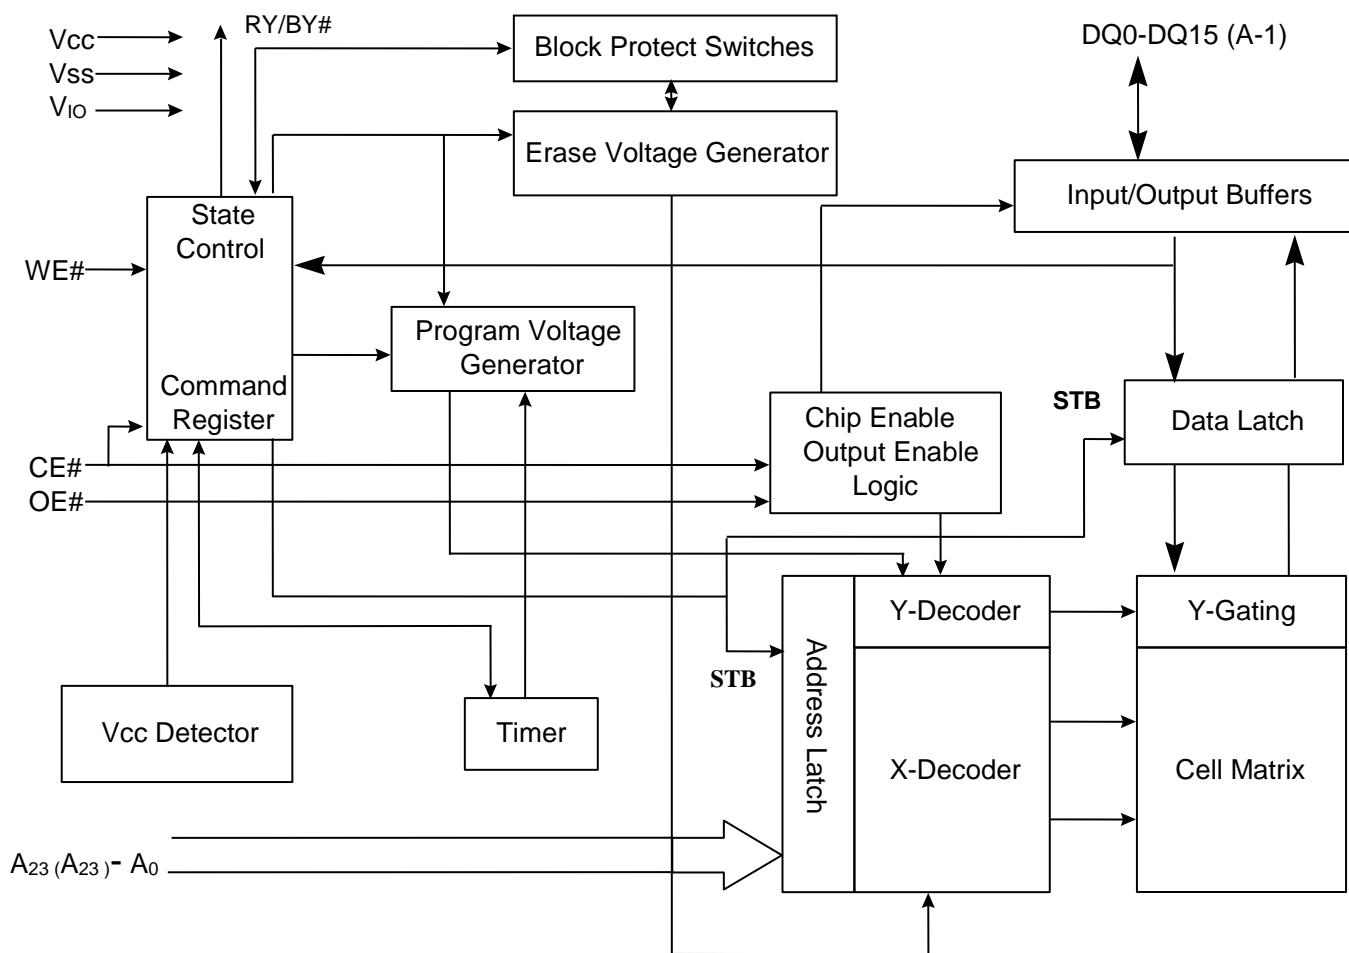 Vcc
Vss
VIO
RY/BY#
Block Protect Switches
DQ0-DQ15 (A-1)
Erase Voltage Generator
Input/Output Buffers
State
Control
WE#
Program Voltage
Generator
Command
Register
STB
Data Latch
Chip Enable
Output Enable
Logic
CE#
OE#
Y-Decoder
Y-Gating
Address Latch
STB
Vcc Detector
Timer
X-Decoder
Cell Matrix
A23 (A23 )- A0